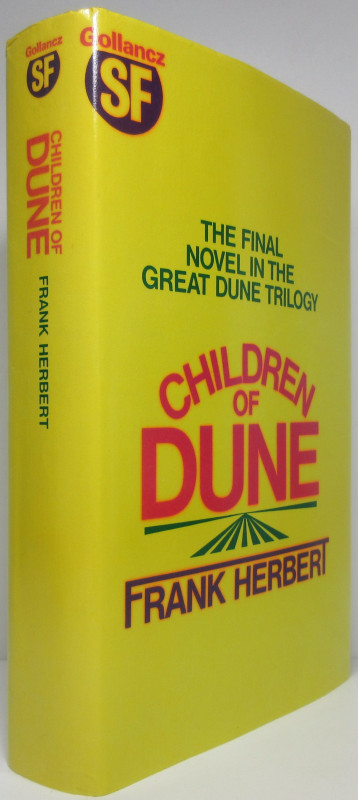 Gollancz
SF
CHILDREN OF
DUNE
FRANK HERBERT
Gollancz
SF
THE FINAL
NOVEL IN THE
GREAT DUNE TRILOGY
CHILDREN
OF
DUNE
FRANK HERBERT